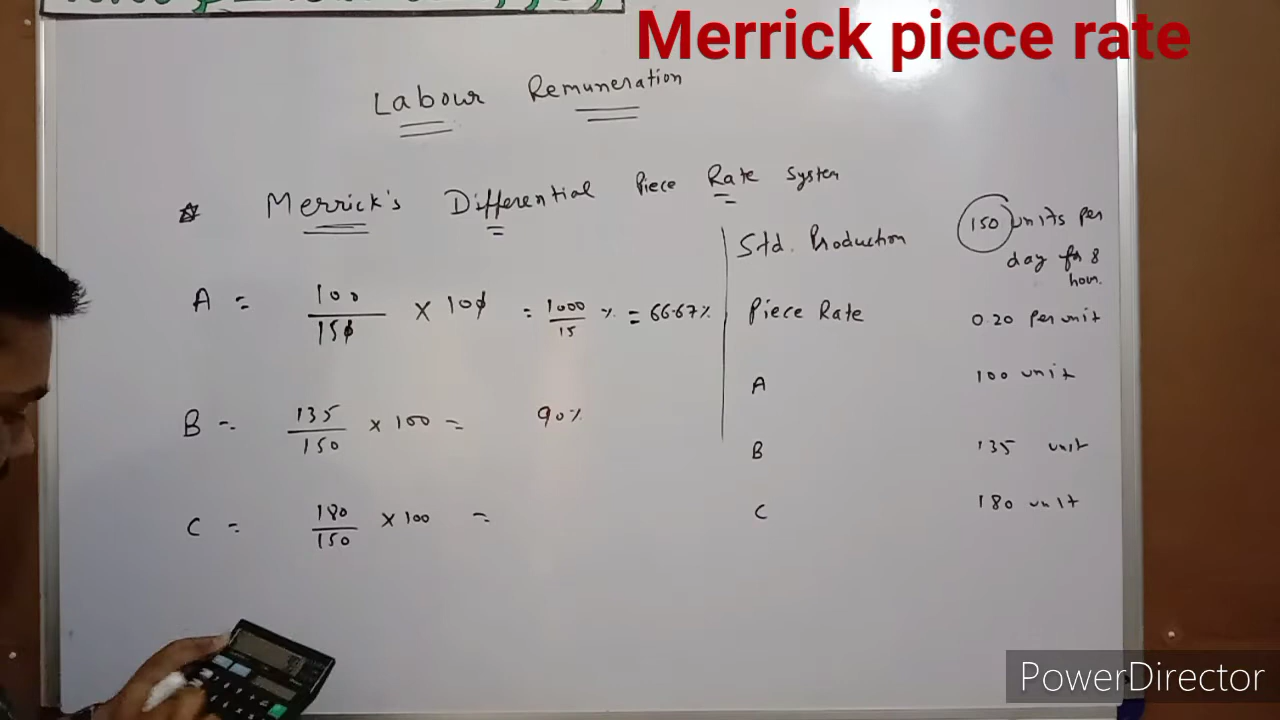 Merrick piece rate
Labour Remuneration
Merrick's Differential Piece Rate System
A = 100/150 × 100 = 1000/15 % = 66.67%
B = 135/150 × 100 = 90%
C = 180/150 × 100 =
Std. Production 150 units per
day for 8
hour.
Piece Rate 0.20 per unit
A 100 unit
B 135 unit
C 180 unit
PowerDirector